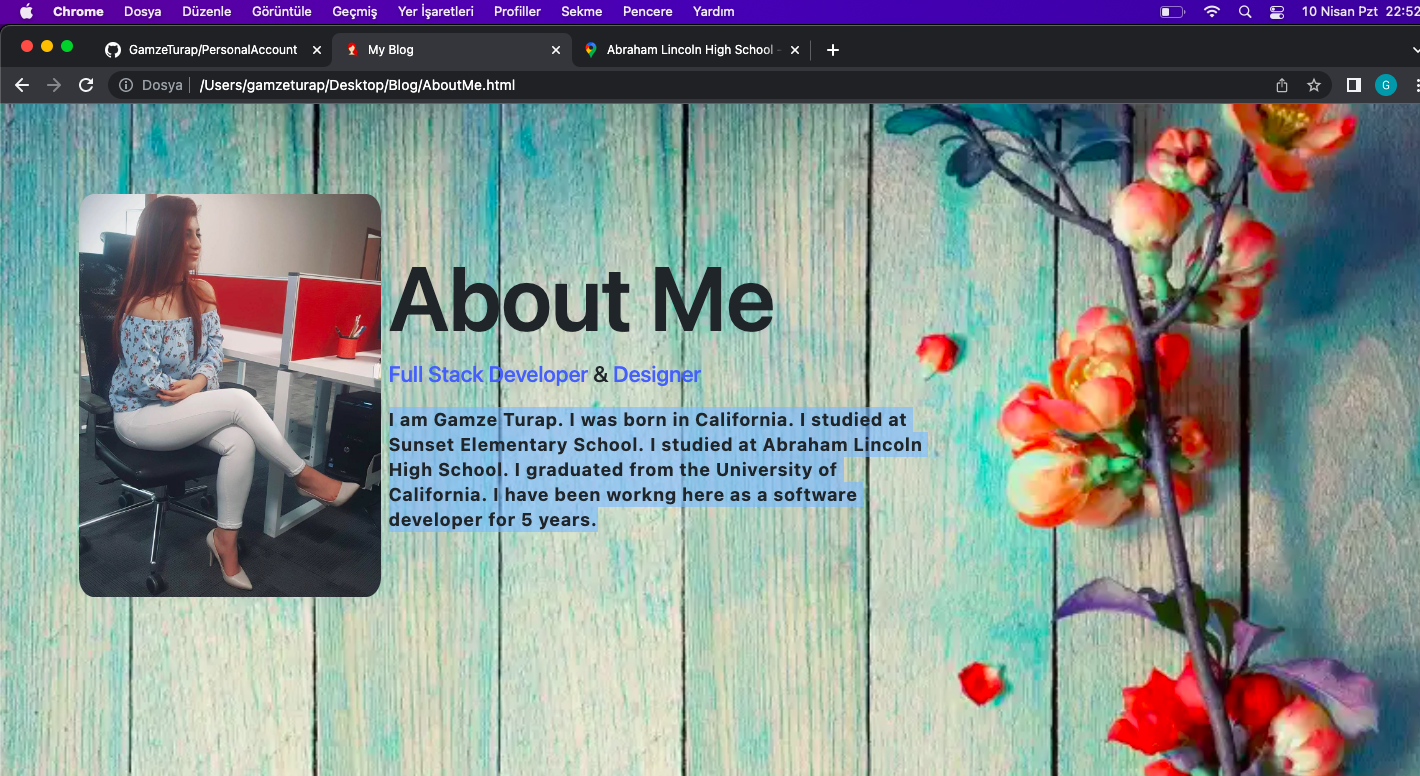 Chrome Dosya Düzenle Görüntüle Geçmiş Yer İşaretleri Profiller Sekme Pencere Yardım 10 Nisan Pzt 22:52
GamzeTurap/PersonalAccount My Blog Abraham Lincoln High School -
Dosya /Users/gamzeturap/Desktop/Blog/AboutMe.html G
About Me
Full Stack Developer & Designer
I am Gamze Turap. I was born in California. I studied at
Sunset Elementary School. I studied at Abraham Lincoln
High School. I graduated from the University of
California. I have been workng here as a software
developer for 5 years.